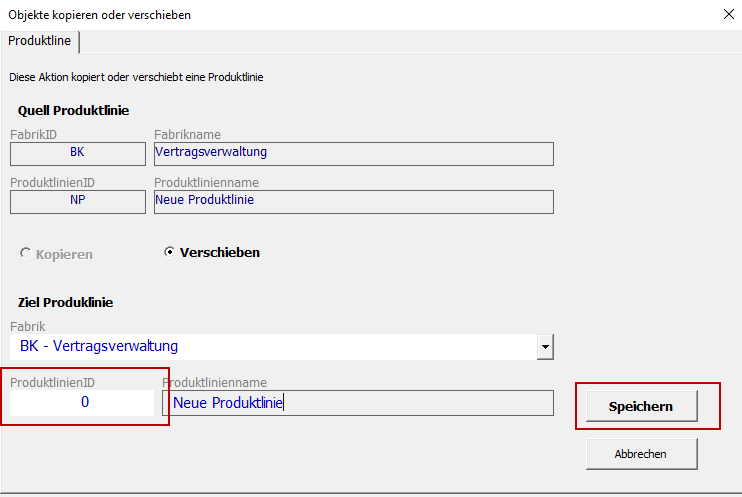 Objekte kopieren oder verschieben
Produktline
Diese Aktion kopiert oder verschiebt eine Produktlinie
Quell Produktlinie
FabrikID Fabrikname
BK Vertragsverwaltung
ProduktlinienID Produktlinienname
NP Neue Produktlinie
Kopieren Verschieben
Ziel Produklinie
Fabrik
BK - Vertragsverwaltung
ProduktlinienID Produktlinienname
0 Neue Produktlinie Speichern
Abbrechen